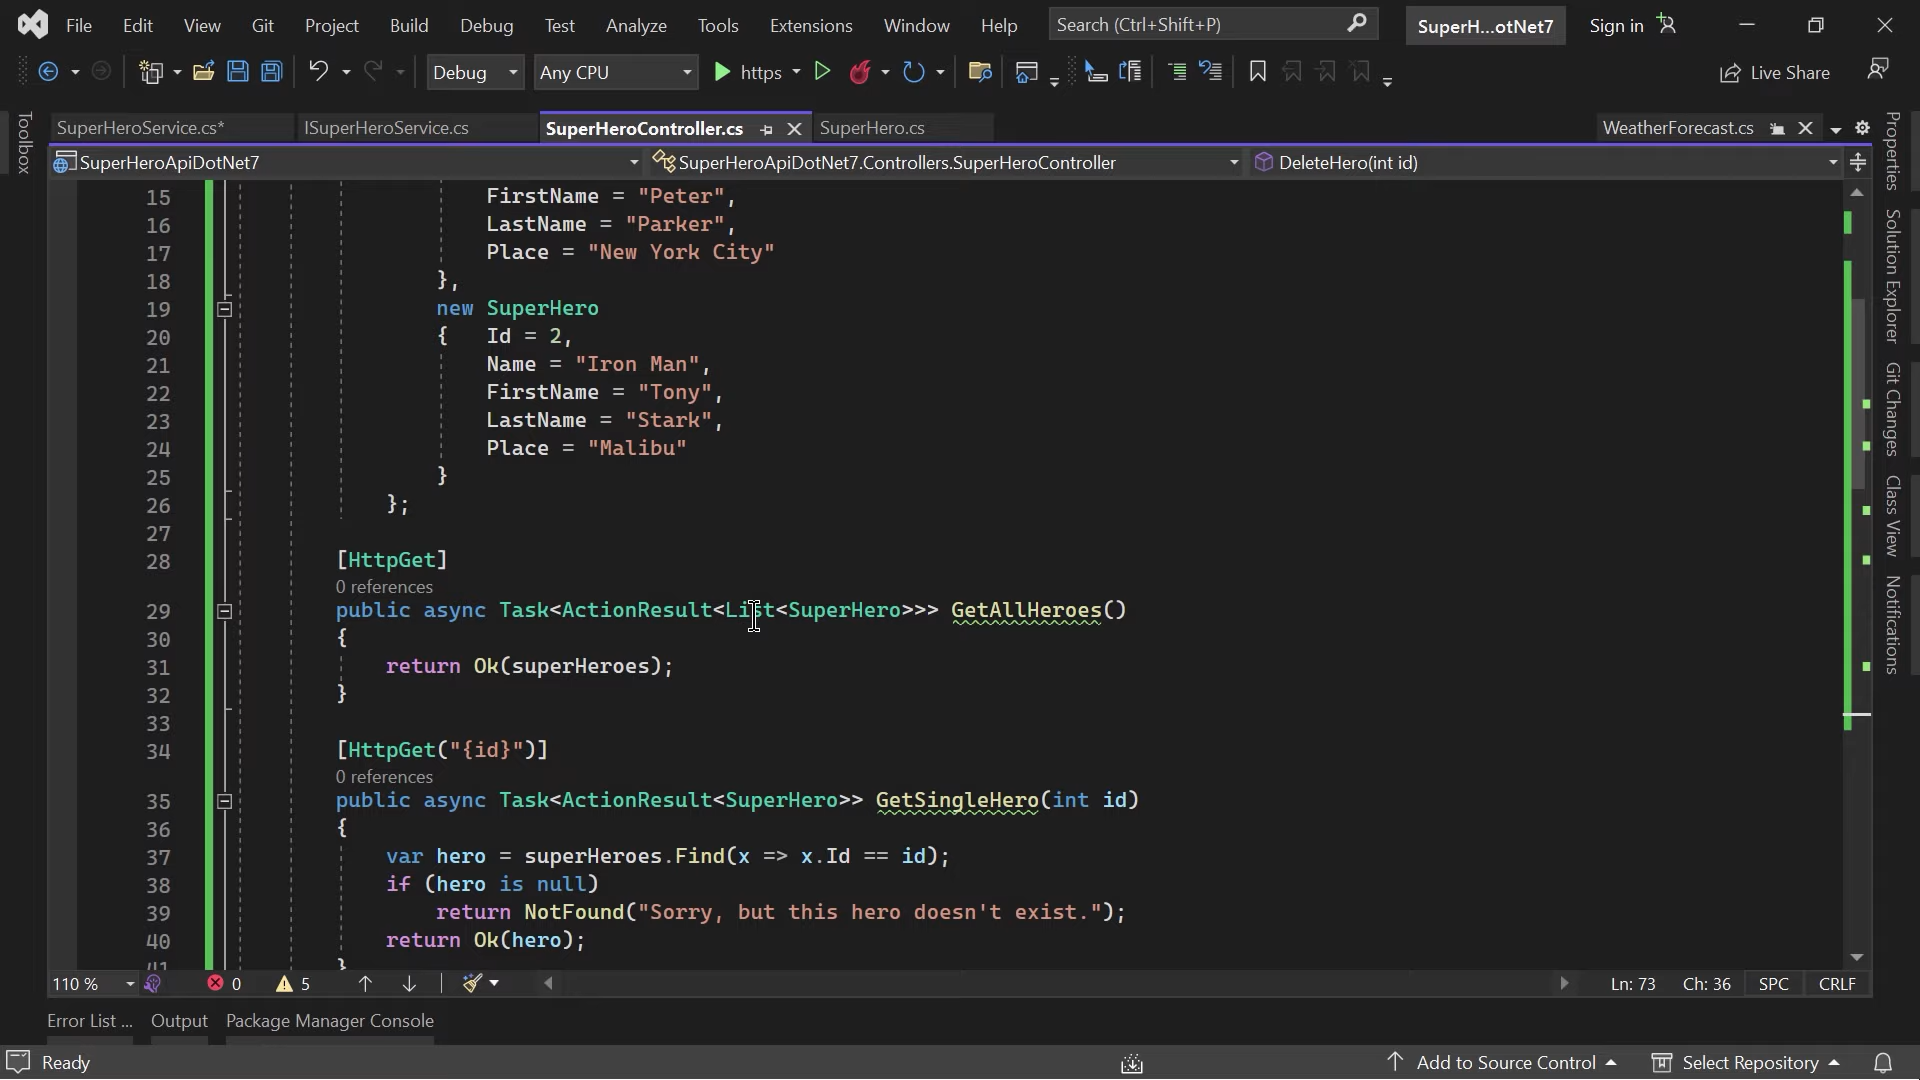 File Edit View Git Project Build Debug Test Analyze Tools Extensions Window Help Search (Ctrl+Shift+P) SuperH...otNet7 Sign in
Debug Any CPU https Live Share
Toolbox
SuperHeroService.cs* ISuperHeroService.cs SuperHeroController.cs SuperHero.cs WeatherForecast.cs
SuperHeroApiDotNet7 SuperHeroApiDotNet7.Controllers.SuperHeroController DeleteHero(int id)
15 FirstName = "Peter",
16 LastName = "Parker",
17 Place = "New York City"
18 },
19 new SuperHero
20 { Id = 2,
21 Name = "Iron Man",
22 FirstName = "Tony",
23 LastName = "Stark",
24 Place = "Malibu"
25 }
26 };
27
28 [HttpGet]
0 references
29 public async Task<ActionResult<List<SuperHero>>> GetAllHeroes()
30 {
31 return Ok(superHeroes);
32 }
33
34 [HttpGet("{id}")]
0 references
35 public async Task<ActionResult<SuperHero>> GetSingleHero(int id)
36 {
37 var hero = superHeroes.Find(x => x.Id == id);
38 if (hero is null)
39 return NotFound("Sorry, but this hero doesn't exist.");
40 return Ok(hero);
41 }
Properties
Solution Explorer
Git Changes
Class View
Notifications
110 % 0 5 Ln: 73 Ch: 36 SPC CRLF
Error List ... Output Package Manager Console
Ready Add to Source Control Select Repository